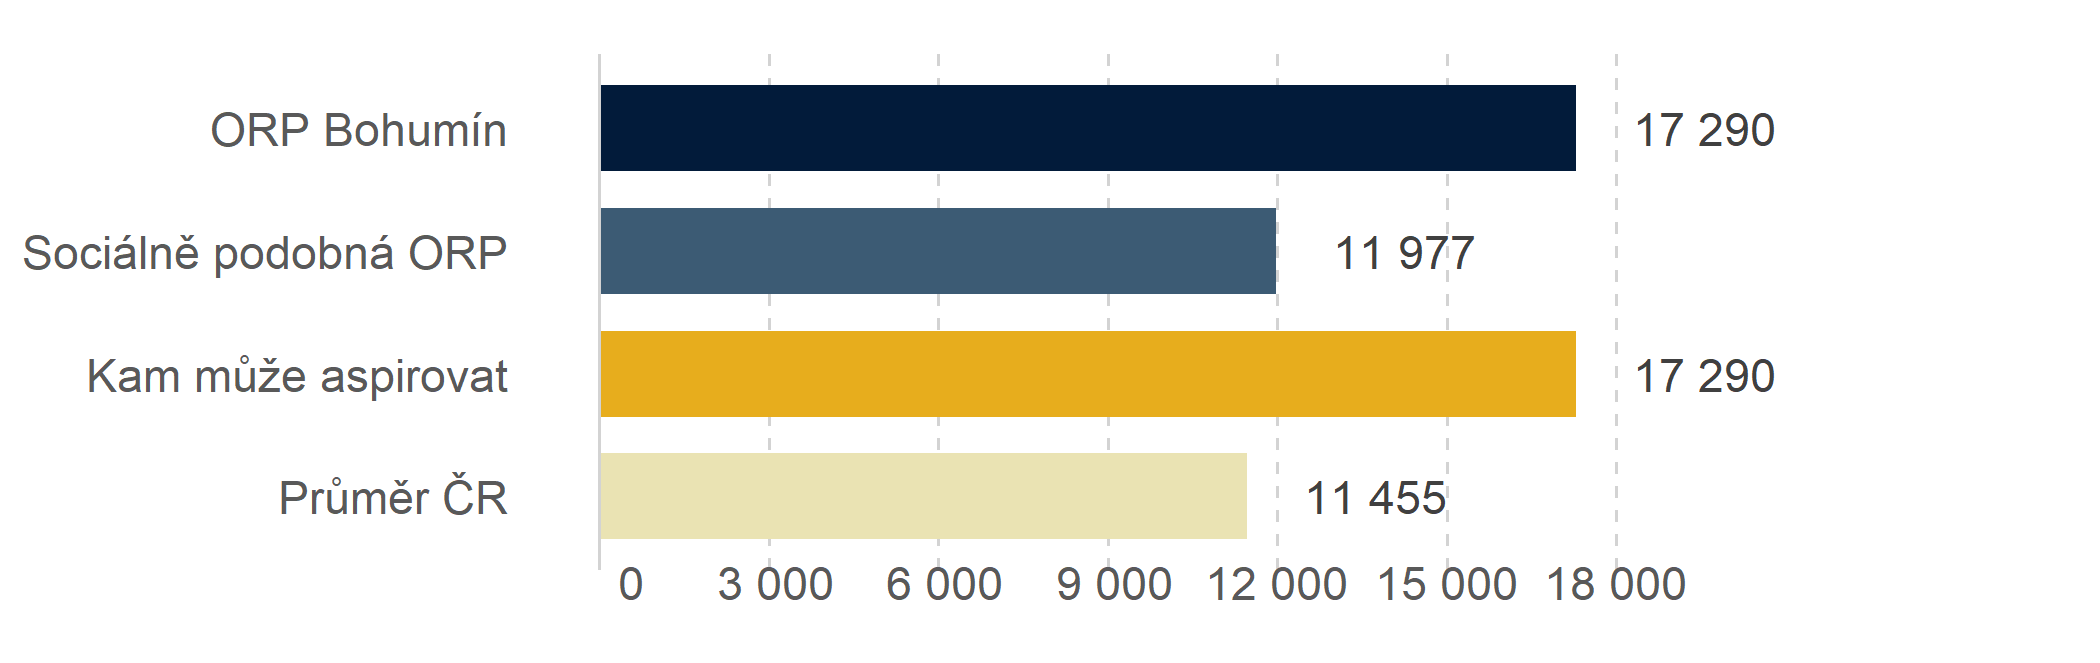 ORP Bohumín 17 290
Sociálně podobná ORP 11 977
Kam může aspirovat 17 290
Průměr ČR 11 455
0 3 000 6 000 9 000 12 000 15 000 18 000